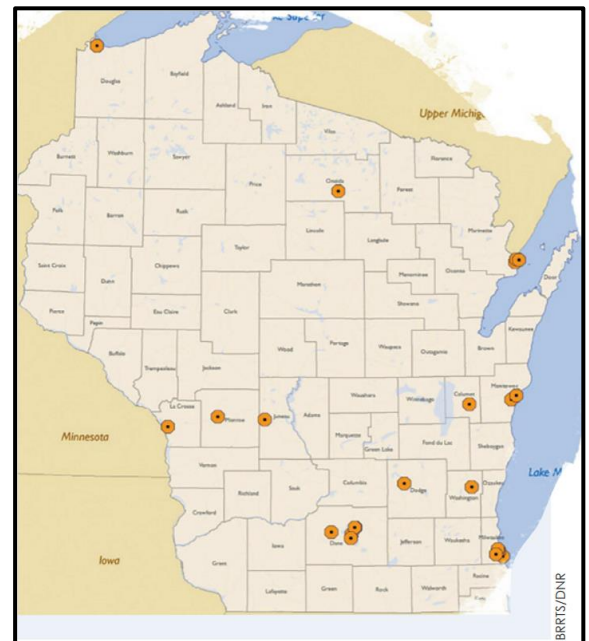 Upper Michig
Douglas
Bayfield
Ashland
Iron
Vilas
Burnett
Washburn
Sawyer
Price
Oneida
Forest
Florence
Polk
Barron
Rusk
Lincoln
Langlade
Marinette
Taylor
Saint Croix
Dunn
Chippewa
Marathon
Menominee
Oconto
Door
Pierce
Pepin
Eau Claire
Clark
Shawano
Buffalo
Trempealeau
Jackson
Wood
Portage
Waupaca
Outagamie
Brown
Kewaunee
La Crosse
Monroe
Juneau
Adams
Waushara
Winnebago
Calumet
Manitowoc
Minnesota
Marquette
Green Lake
Fond du Lac
Sheboygan
Vernon
Richland
Sauk
Columbia
Dodge
Washington
Ozaukee
Lake M
Crawford
Iowa
Dane
Jefferson
Waukesha
Milwaukee
Iowa
Grant
Lafayette
Green
Rock
Walworth
Racine
BRRTS/DNR